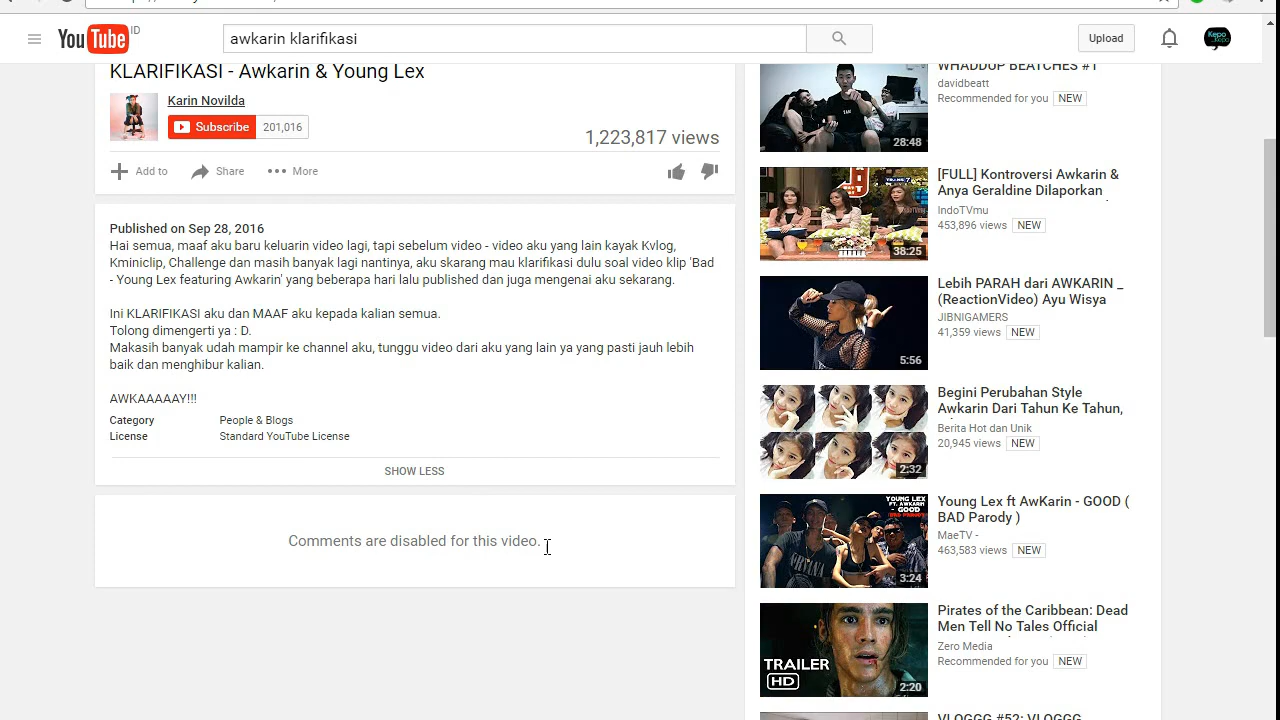 YouTube ID
awkarin klarifikasi
Upload
KLARIFIKASI - Awkarin & Young Lex
Karin Novilda
Subscribe 201,016
1,223,817 views
Add to Share More
Published on Sep 28, 2016
Hai semua, maaf aku baru keluarin video lagi, tapi sebelum video - video aku yang lain kayak Kvlog,
Kminiclip, Challenge dan masih banyak lagi nantinya, aku skarang mau klarifikasi dulu soal video klip 'Bad
- Young Lex featuring Awkarin' yang beberapa hari lalu published dan juga mengenai aku sekarang.
Ini KLARIFIKASI aku dan MAAF aku kepada kalian semua.
Tolong dimengerti ya : D.
Makasih banyak udah mampir ke channel aku, tunggu video dari aku yang lain ya yang pasti jauh lebih
baik dan menghibur kalian.
AWKAAAAAY!!!
Category People & Blogs
License Standard YouTube License
SHOW LESS
Comments are disabled for this video.
WHADDUP BEATCHES #1
davidbeatt
Recommended for you NEW
28:48
[FULL] Kontroversi Awkarin &
Anya Geraldine Dilaporkan
IndoTVmu
453,896 views NEW
38:25
Lebih PARAH dari AWKARIN _
(ReactionVideo) Ayu Wisya
JIBNIGAMERS
41,359 views NEW
5:56
Begini Perubahan Style
Awkarin Dari Tahun Ke Tahun,
Berita Hot dan Unik
20,945 views NEW
2:32
Young Lex ft AwKarin - GOOD (
BAD Parody )
MaeTV -
463,583 views NEW
YOUNG LEX
FT. AWKARIN
- GOOD
(BAD PARODY)
3:24
Pirates of the Caribbean: Dead
Men Tell No Tales Official
Zero Media
Recommended for you NEW
TRAILER
HD
2:20
VLOGGG #52: VLOGGG